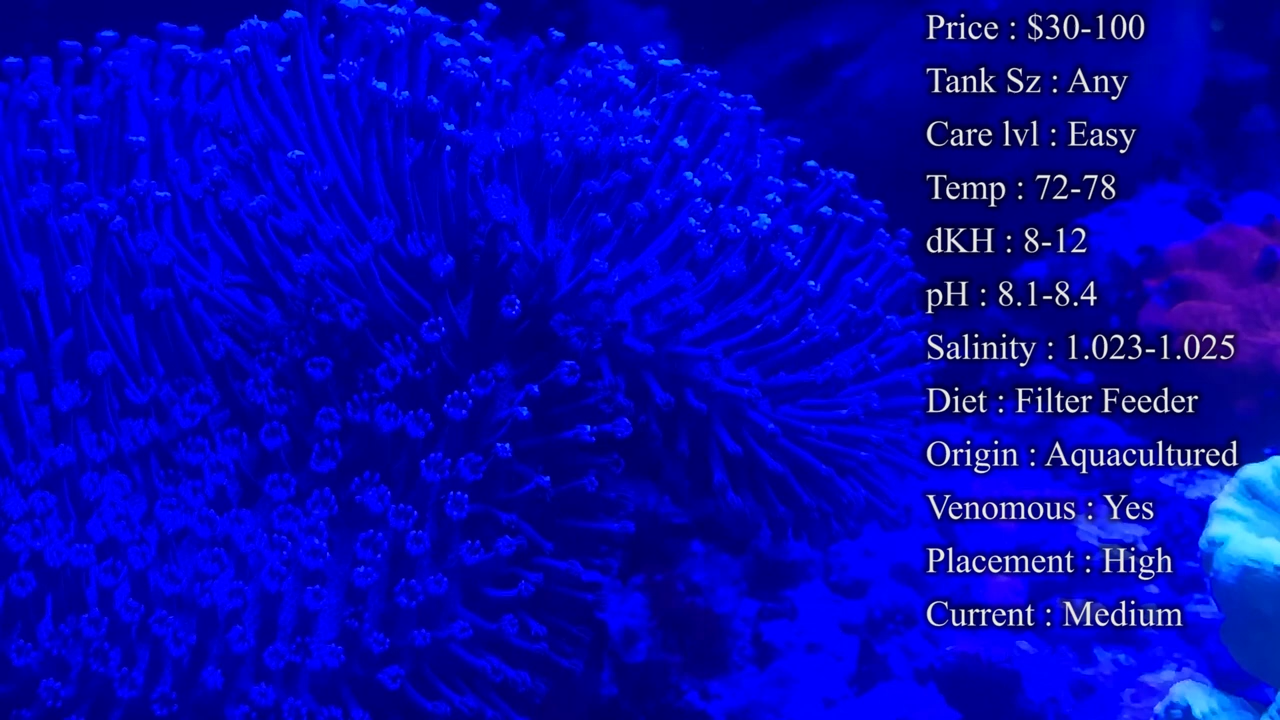 Price : $30-100
Tank Sz : Any
Care lvl : Easy
Temp : 72-78
dKH : 8-12
pH : 8.1-8.4
Salinity : 1.023-1.025
Diet : Filter Feeder
Origin : Aquacultured
Venomous : Yes
Placement : High
Current : Medium